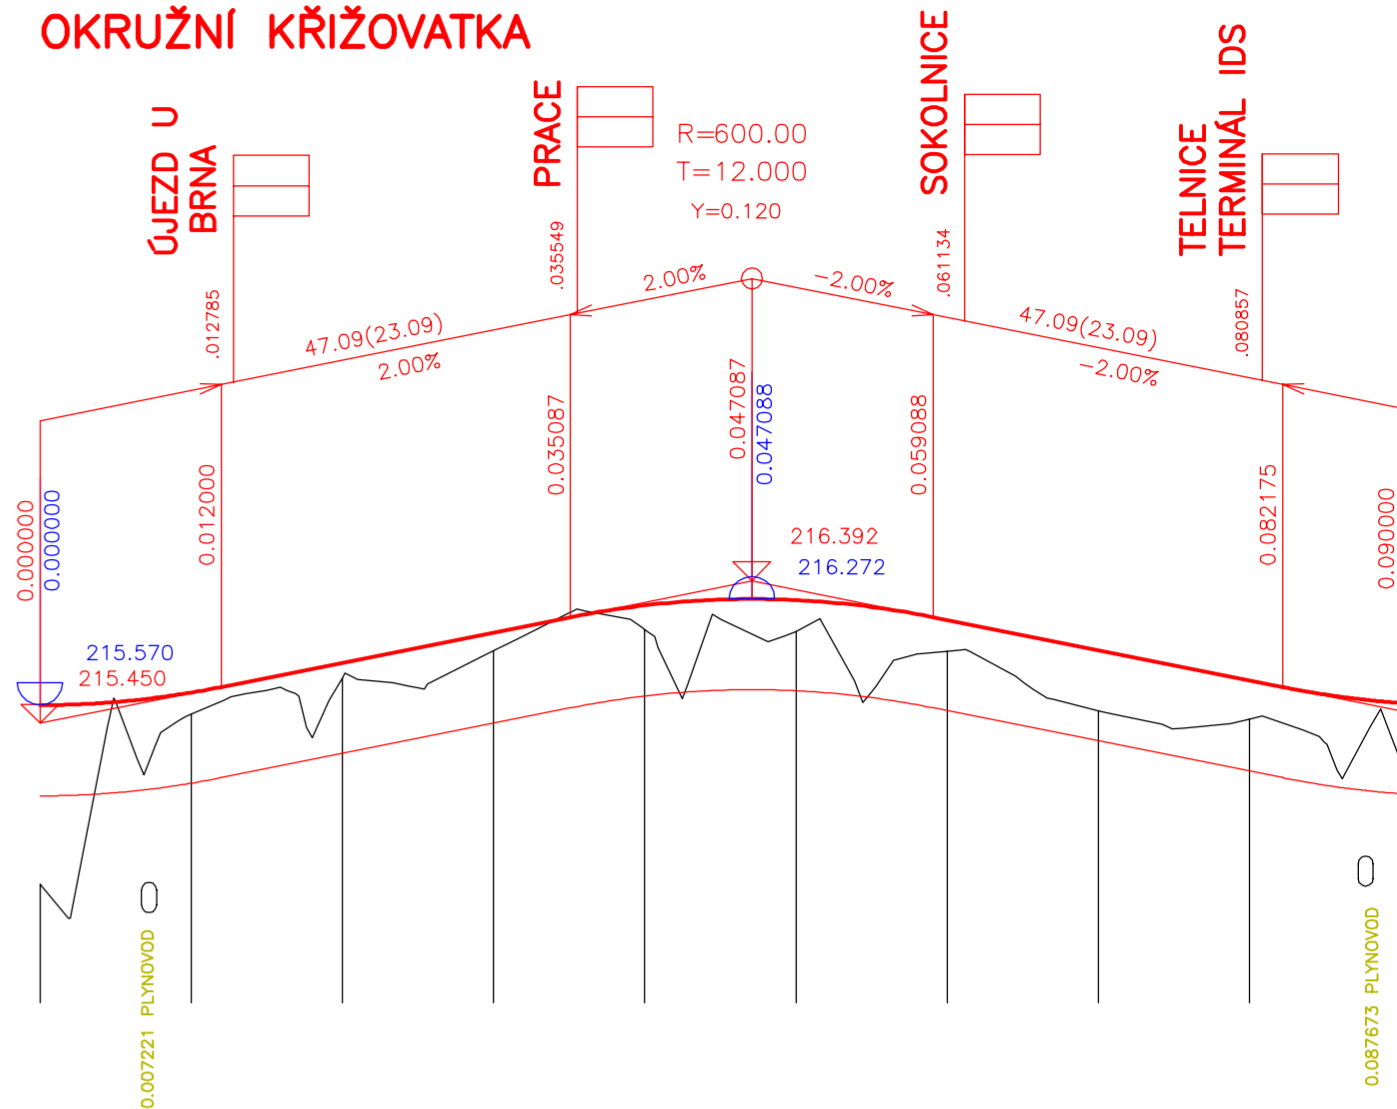 OKRUŽNÍ KŘIŽOVATKA
ÚJEZD U
BRNA
PRACE
SOKOLNICE
TELNICE
TERMINÁL IDS
R=600.00
T=12.000
Y=0.120
.012785
.035549
.061134
.080857
47.09(23.09)
2.00%
2.00%
-2.00%
47.09(23.09)
-2.00%
0.000000
0.000000
0.012000
0.035087
0.047087
0.047088
0.059088
0.082175
0.090000
216.392
216.272
215.570
215.450
0.007221 PLYNOVOD
0.087673 PLYNOVOD